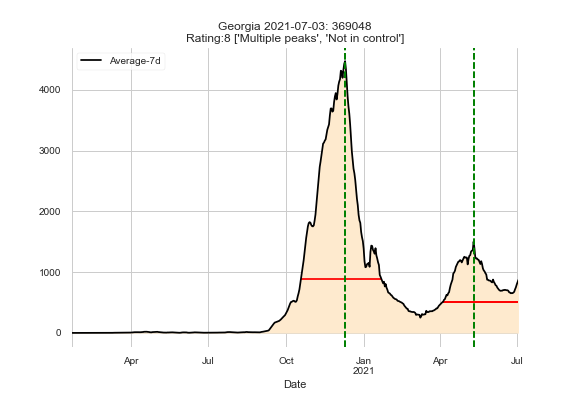 Georgia 2021-07-03: 369048
Rating:8 ['Multiple peaks', 'Not in control']
Average-7d
4000
3000
2000
1000
0
Apr
Jul
Oct
Jan
2021
Apr
Jul
Date